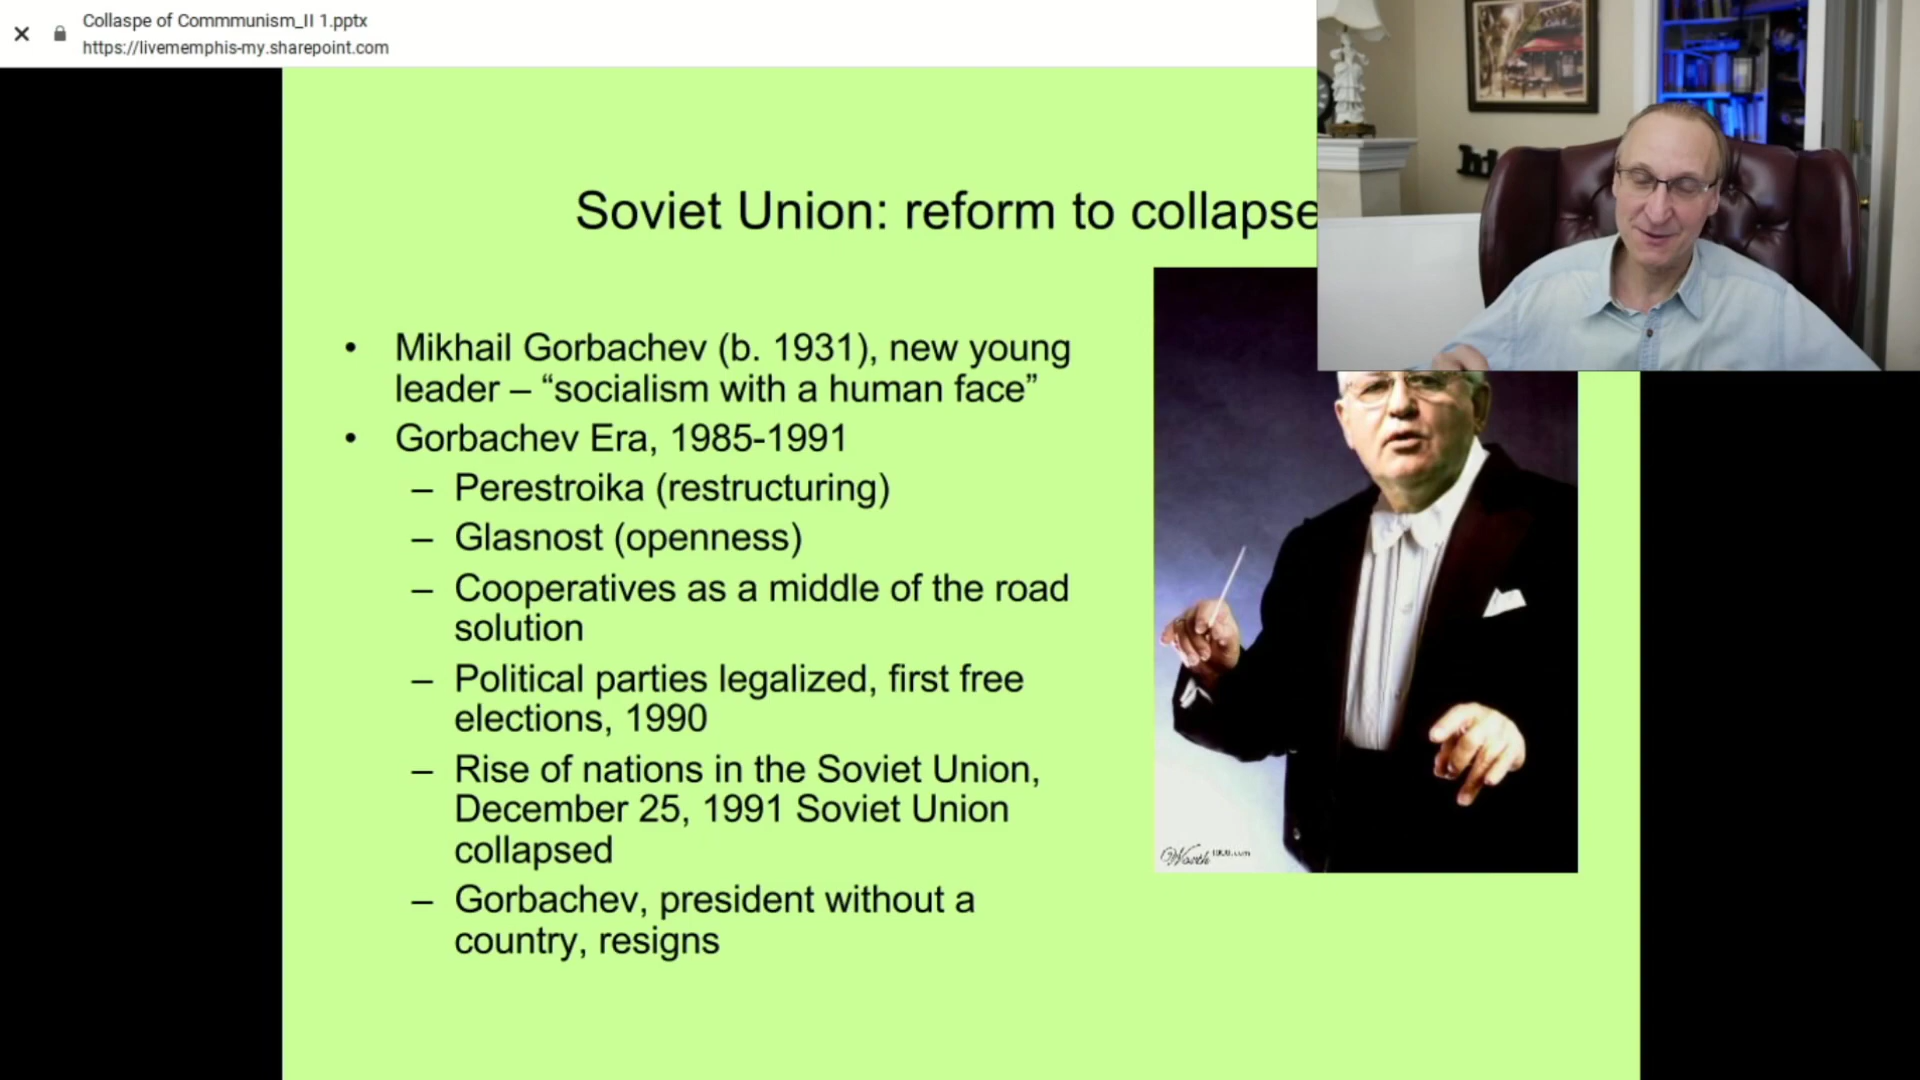 Collaspe of Commmunism_II 1.pptx
https://livememphis-my.sharepoint.com
Soviet Union: reform to collapse
• Mikhail Gorbachev (b. 1931), new young
leader – “socialism with a human face”
• Gorbachev Era, 1985-1991
– Perestroika (restructuring)
– Glasnost (openness)
– Cooperatives as a middle of the road
solution
– Political parties legalized, first free
elections, 1990
– Rise of nations in the Soviet Union,
December 25, 1991 Soviet Union
collapsed
– Gorbachev, president without a
country, resigns
Worth1000.com